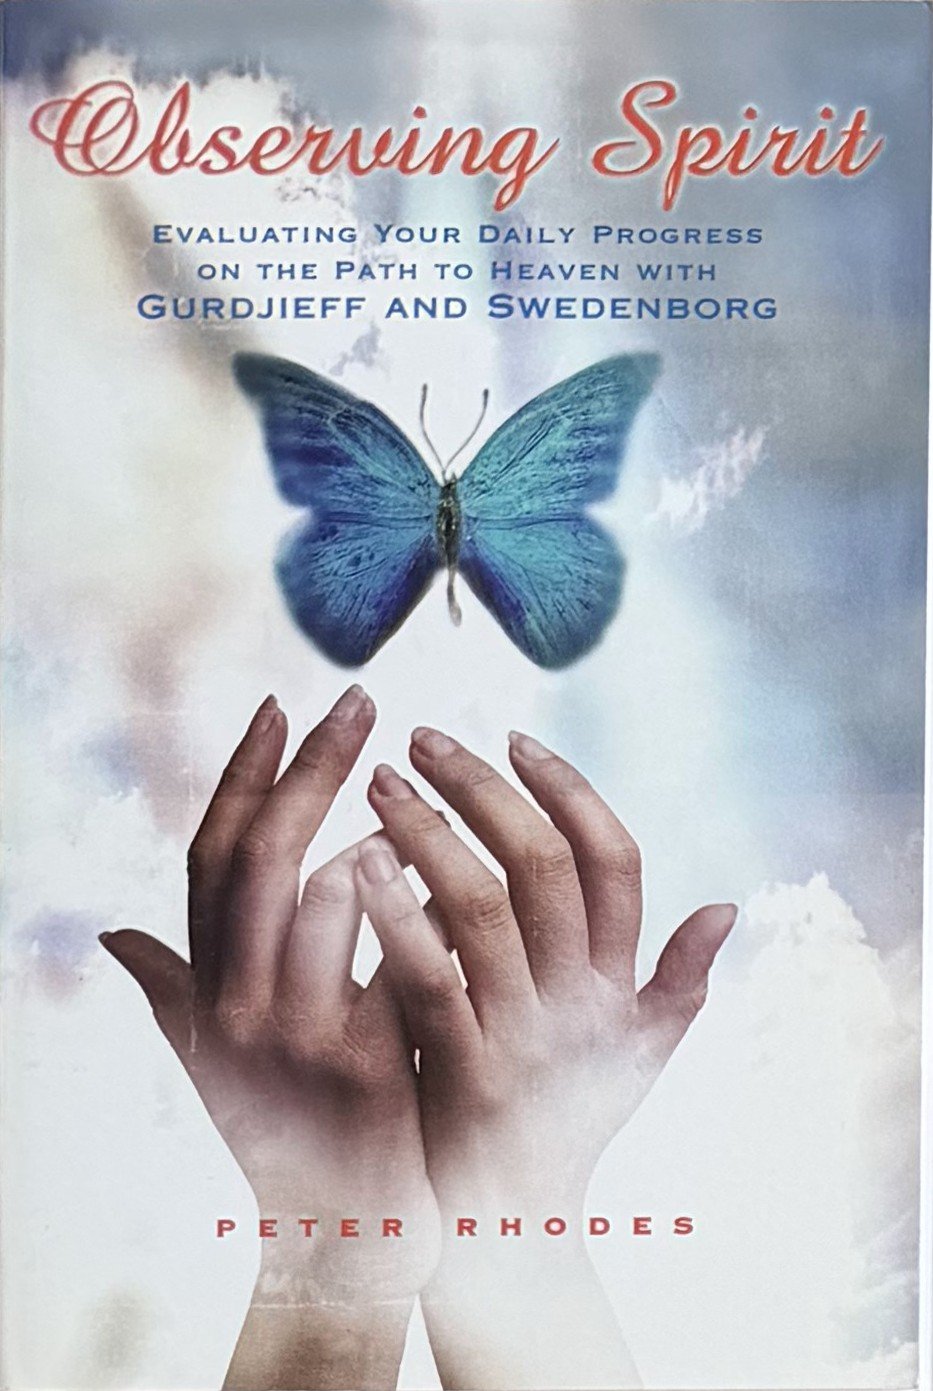 Observing Spirit
Evaluating Your Daily Progress
on the Path to Heaven with
Gurdjieff and Swedenborg
PETER RHODES